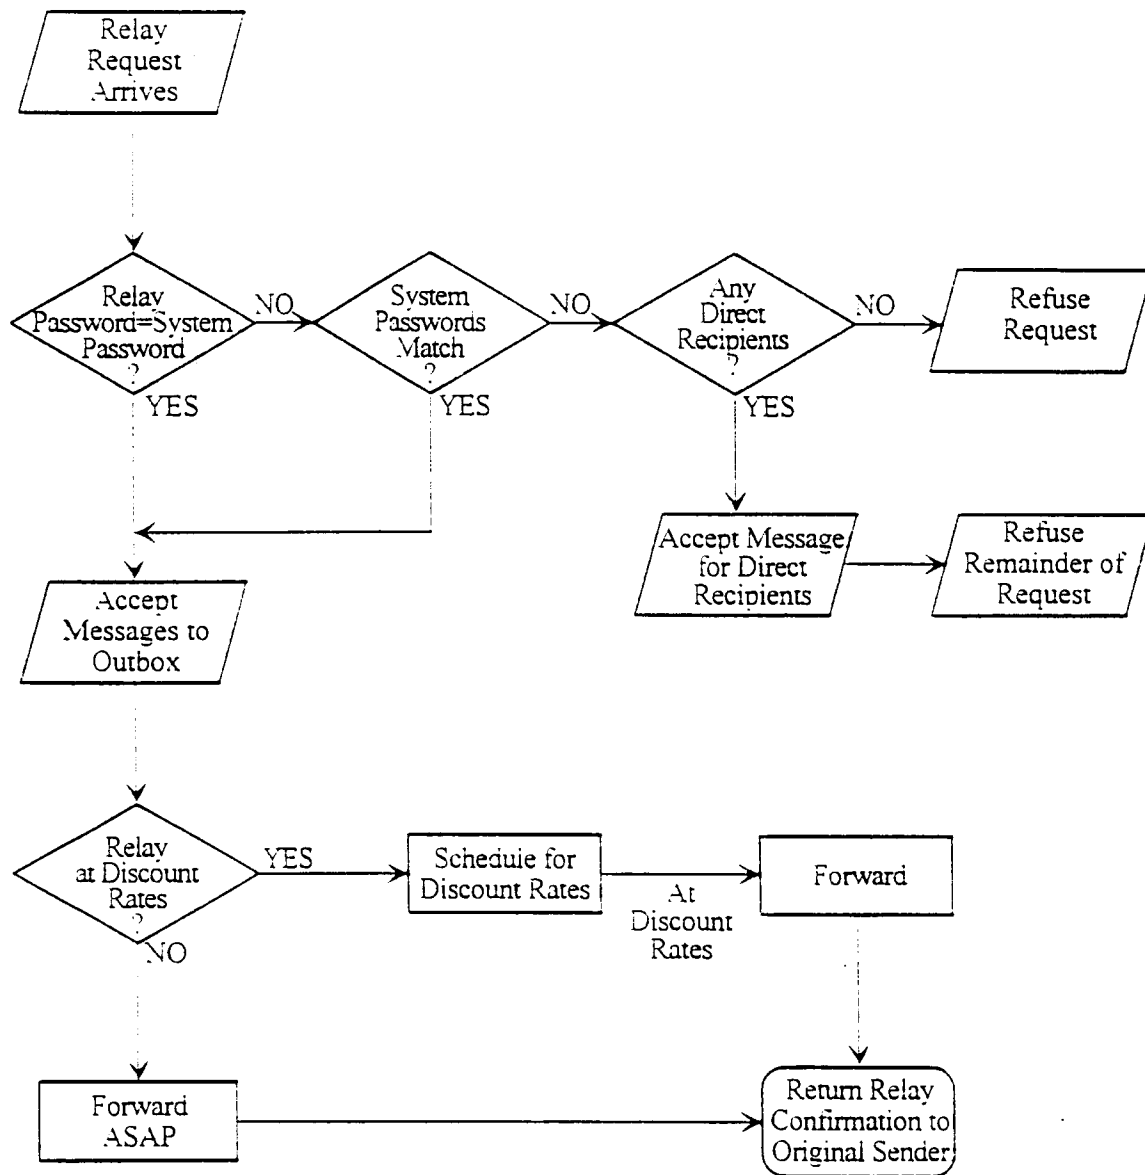 Relay
Request
Arrives
Relay
Password=System
Password
?
NO
System
Passwords
Match
?
NO
Any
Direct
Recipients
?
NO
Refuse
Request
YES
YES
YES
Accept Message
for Direct
Recipients
Refuse
Remainder of
Request
Accept
Messages to
Outbox
Relay
at Discount
Rates
?
YES
Schedule for
Discount Rates
At
Discount
Rates
Forward
NO
Forward
ASAP
Return Relay
Confirmation to
Original Sender